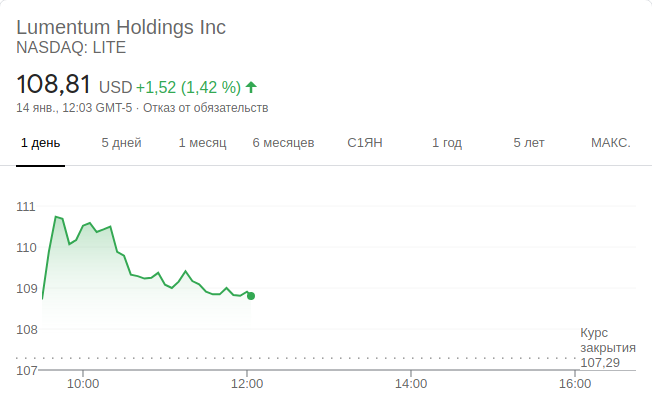 Lumentum Holdings Inc
NASDAQ: LITE
108,81 USD +1,52 (1,42 %)
14 янв., 12:03 GMT-5 · Отказ от обязательств
1 день 5 дней 1 месяц 6 месяцев С1ЯН 1 год 5 лет МАКС.
111
110
109
108
Курс
закрытия
107,29
107
10:00 12:00 14:00 16:00